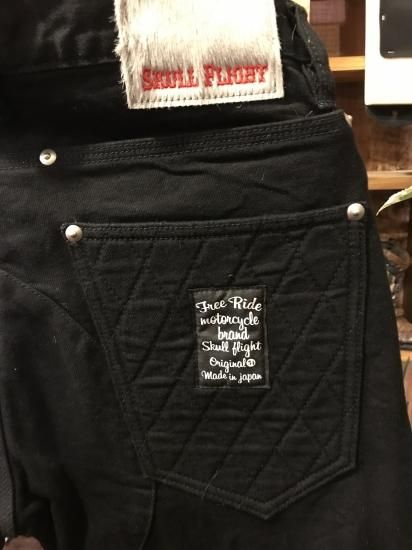 SKULL FLIGHT
Free Ride
motorcycle
brand
Skull flight
Original
Made in japan